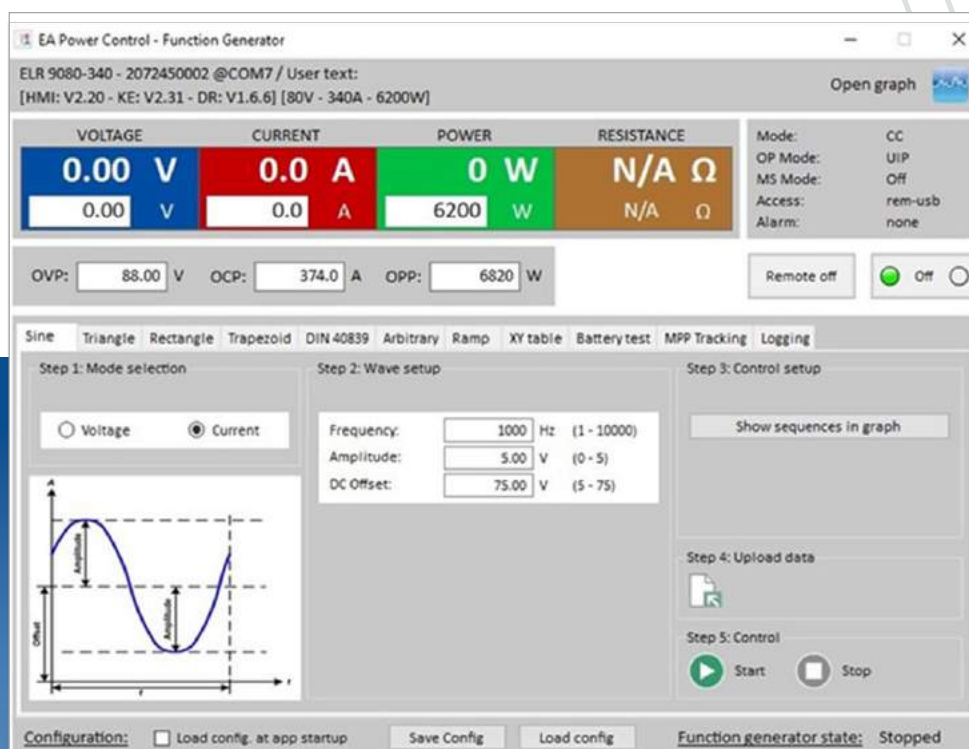 EA Power Control - Function Generator
ELR 9080-340 - 2072450002 @COM7 / User text:
[HMI: V2.20 - KE: V2.31 - DR: V1.6.6] [80V - 340A - 6200W]
Open graph
VOLTAGE CURRENT POWER RESISTANCE
0.00 V 0.0 A 0 W N/A Ω
0.00 V 0.0 A 6200 W N/A Ω
Mode: CC
OP Mode: UIP
MS Mode: Off
Access: rem-usb
Alarm: none
OVP: 88.00 V OCP: 374.0 A OPP: 6820 W
Remote off Off
Sine Triangle Rectangle Trapezoid DIN 40839 Arbitrary Ramp XY table Battery test MPP Tracking Logging
Step 1: Mode selection
Voltage Current
A
Amplitude
Amplitude
Offset
f
t
Step 2: Wave setup
Frequency: 1000 Hz (1 - 10000)
Amplitude: 5.00 V (0 - 5)
DC Offset: 75.00 V (5 - 75)
Step 3: Control setup
Show sequences in graph
Step 4: Upload data
Step 5: Control
Start Stop
Configuration: Load config. at app startup Save Config Load config Function generator state: Stopped